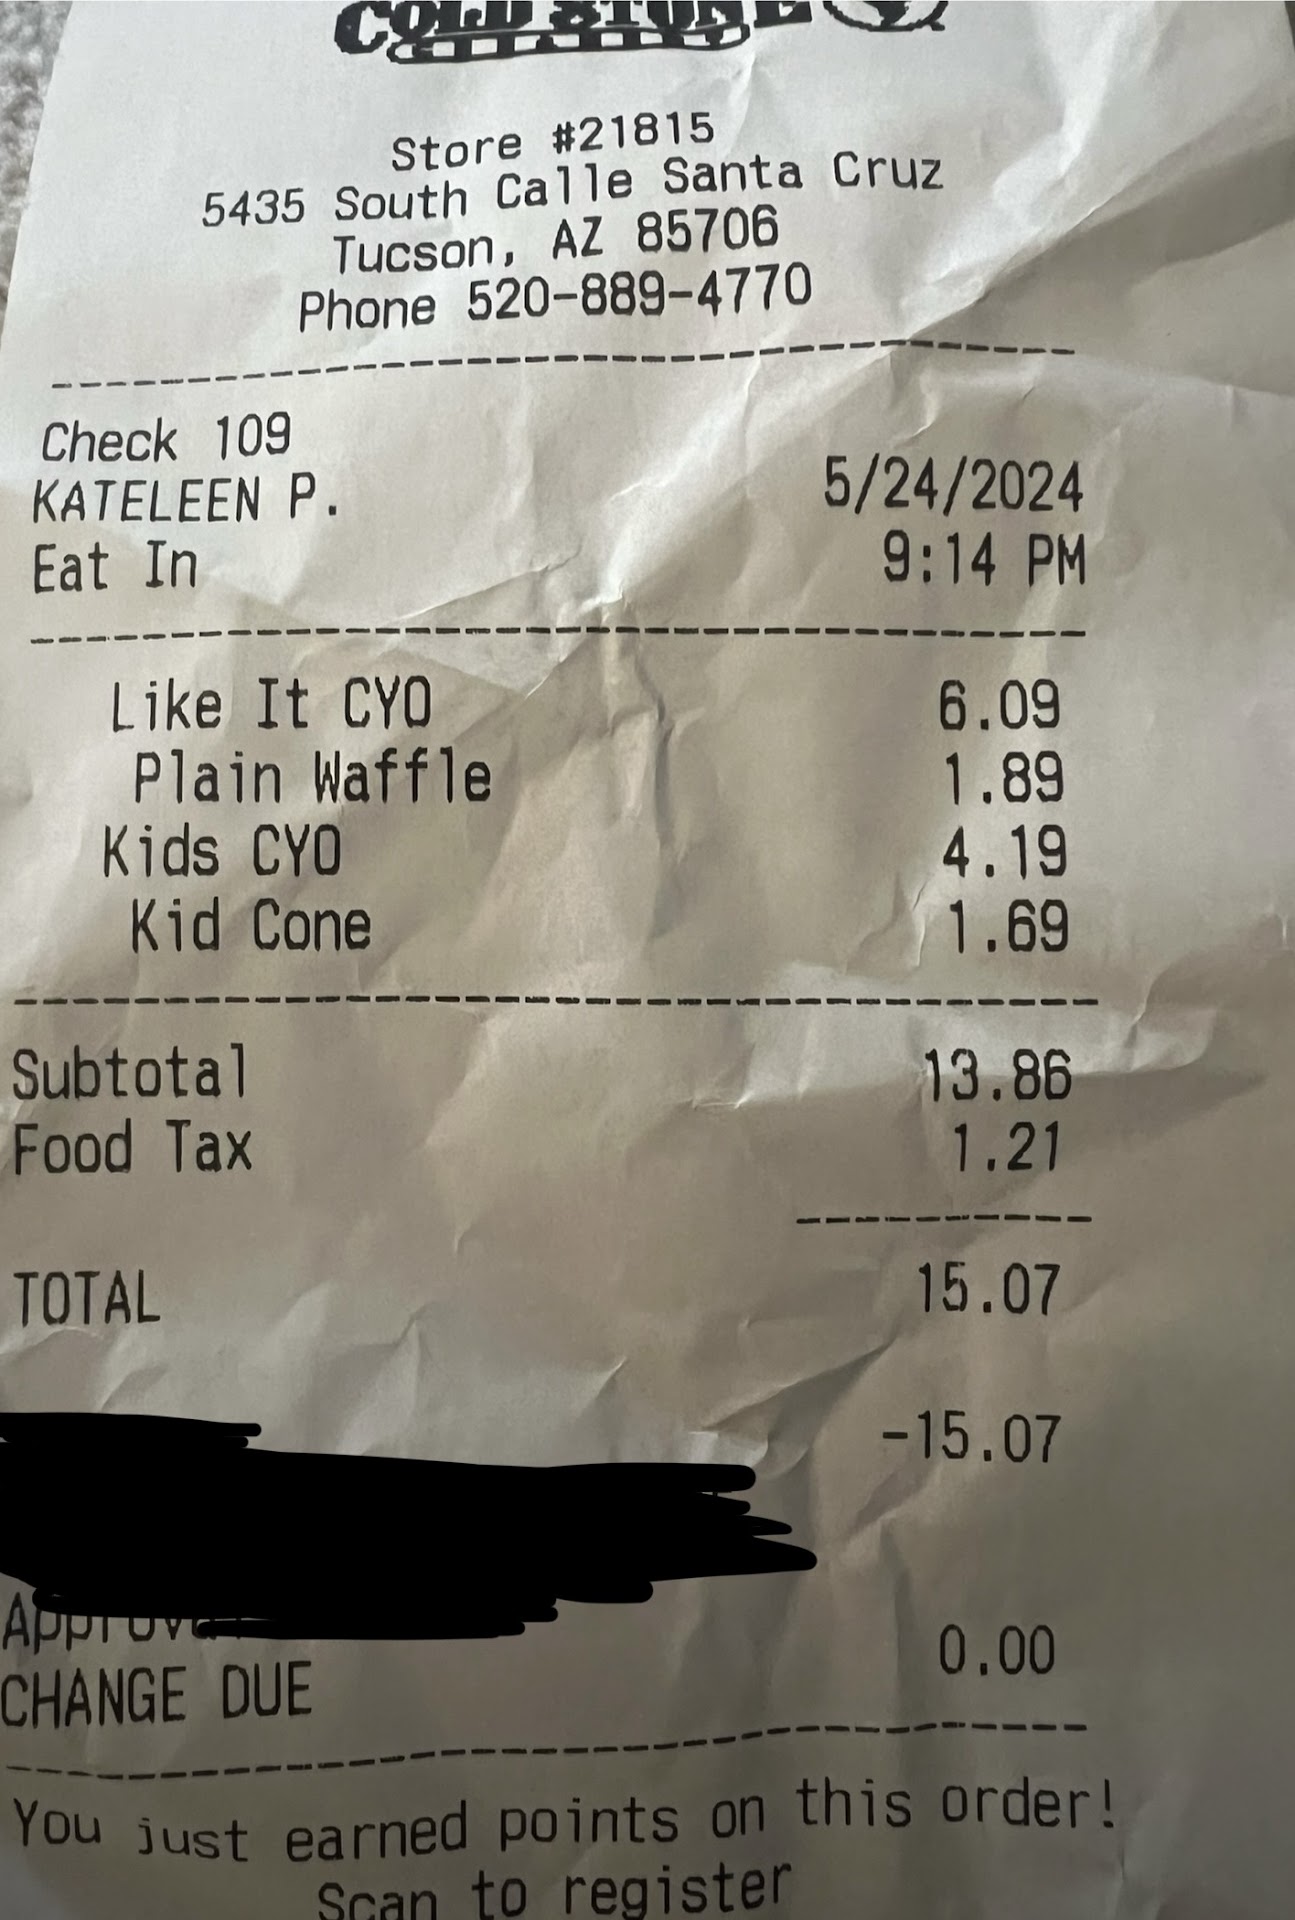 COLD STONE
Store #21815
5435 South Calle Santa Cruz
Tucson, AZ 85706
Phone 520-889-4770
Check 109
KATELEEN P. 5/24/2024
Eat In 9:14 PM
Like It CYO 6.09
Plain Waffle 1.89
Kids CYO 4.19
Kid Cone 1.69
Subtotal 13.86
Food Tax 1.21
TOTAL 15.07
-15.07
CHANGE DUE 0.00
You just earned points on this order!
Scan to register